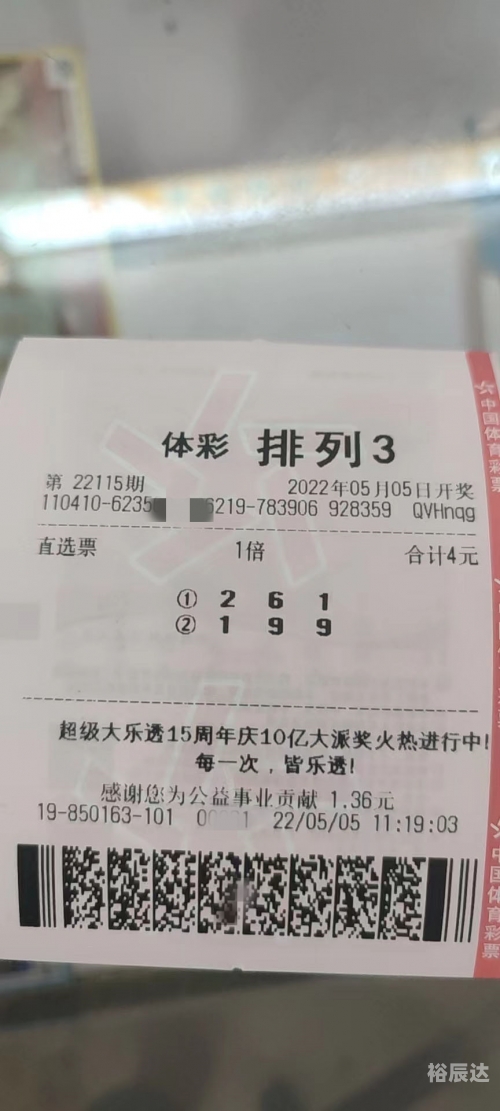 体彩 排列3
第 22115期 2022年05月05日开奖
110410-6235 6219-783906 928359 QVHnqg
直选票 1倍 合计4元
① 2 6 1
② 1 9 9
超级大乐透15周年庆10亿大派奖火热进行中!
每一次，皆乐透!
感谢您为公益事业贡献 1.36元
19-850163-101 22/05/05 11:19:03
中国体育彩票
中国体育彩票
裕辰达